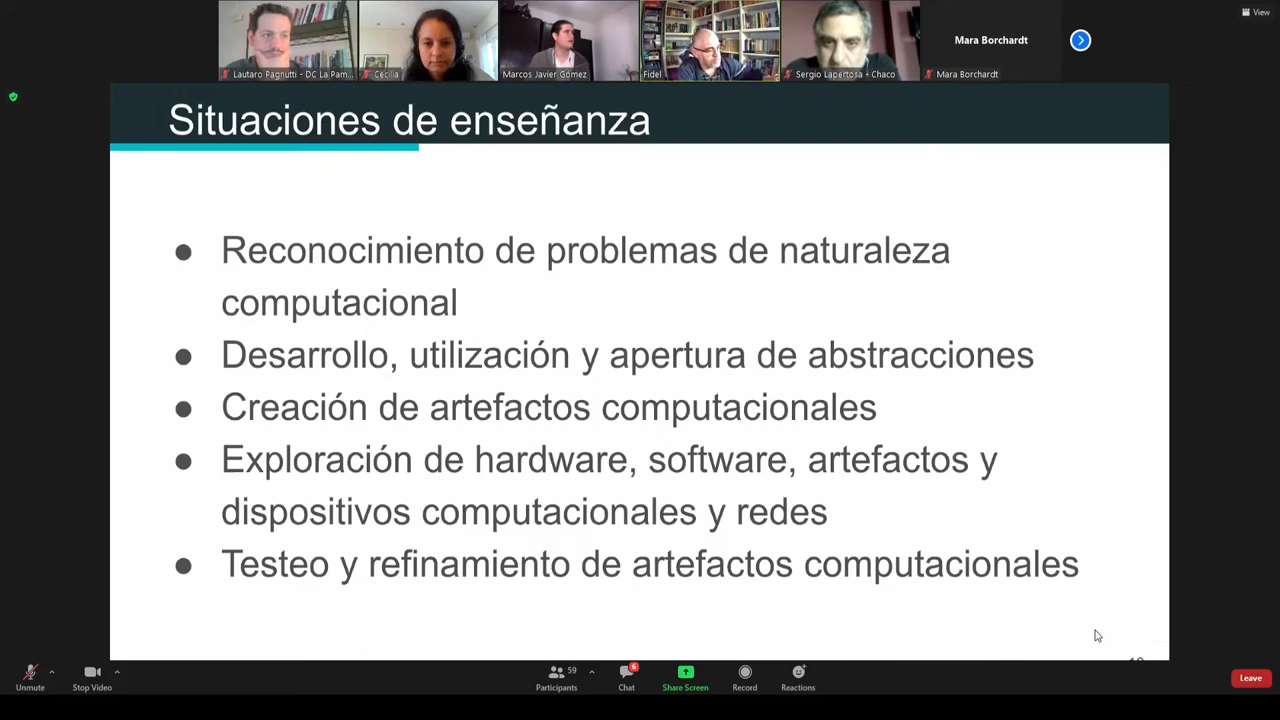 View
Mara Borchardt
Lautaro Pagnutti - DC La Pam...
Cecilia
Marcos Javier Gómez
Fidel
Sergio Lapertosa - Chaco
Mara Borchardt
Situaciones de enseñanza
● Reconocimiento de problemas de naturaleza
computacional
● Desarrollo, utilización y apertura de abstracciones
● Creación de artefactos computacionales
● Exploración de hardware, software, artefactos y
dispositivos computacionales y redes
● Testeo y refinamiento de artefactos computacionales
Unmute
Stop Video
Participants
59
Chat
6
Share Screen
Record
Reactions
Leave